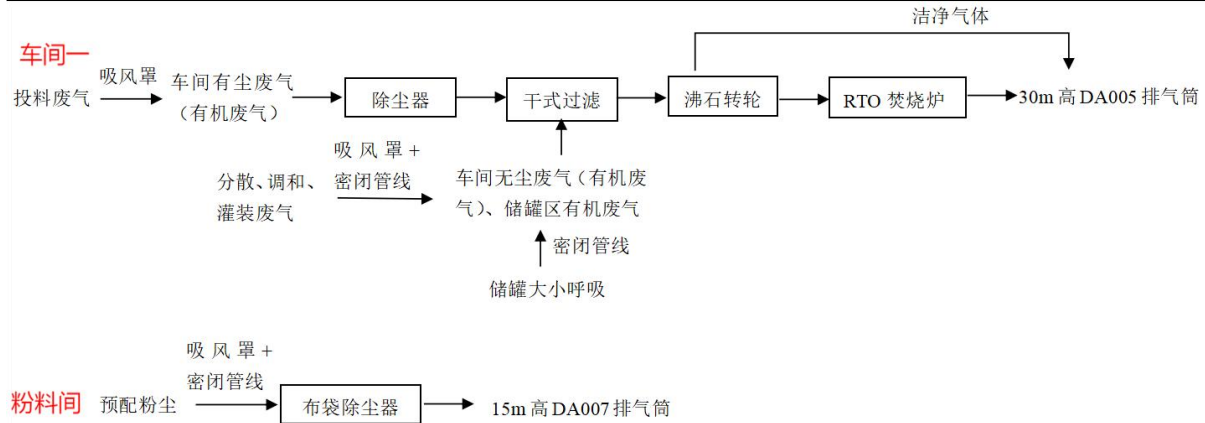 洁净气体
车间一
吸风罩
投料废气
车间有尘废气
（有机废气）
除尘器
干式过滤
沸石转轮
RTO 焚烧炉
30m 高 DA005 排气筒
吸 风 罩 +
密闭管线
分散、调和、
灌装废气
车间无尘废气（有机废
气）、储罐区有机废气
密闭管线
储罐大小呼吸
吸 风 罩 +
密闭管线
粉料间
预配粉尘
布袋除尘器
15m 高 DA007 排气筒